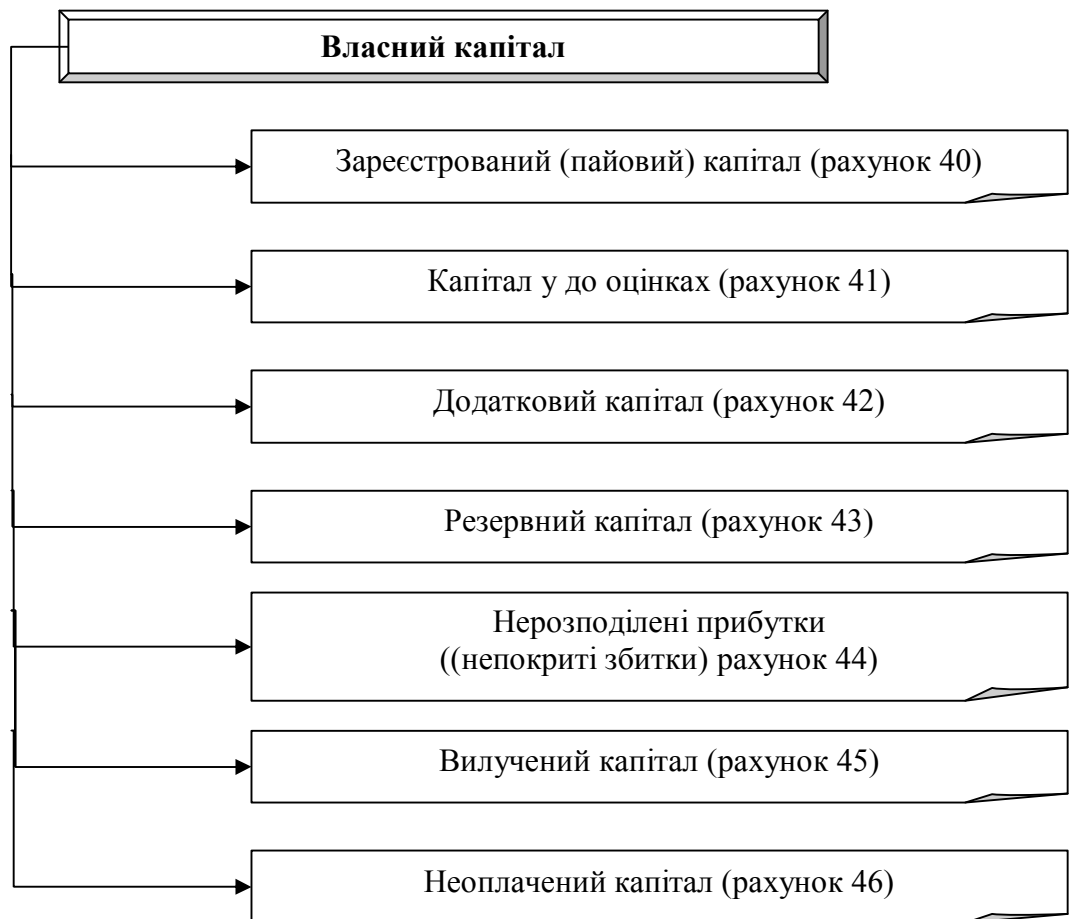 Власний капітал
Зареєстрований (пайовий) капітал (рахунок 40)
Капітал у до оцінках (рахунок 41)
Додатковий капітал (рахунок 42)
Резервний капітал (рахунок 43)
Нерозподілені прибутки
((непокриті збитки) рахунок 44)
Вилучений капітал (рахунок 45)
Неоплачений капітал (рахунок 46)